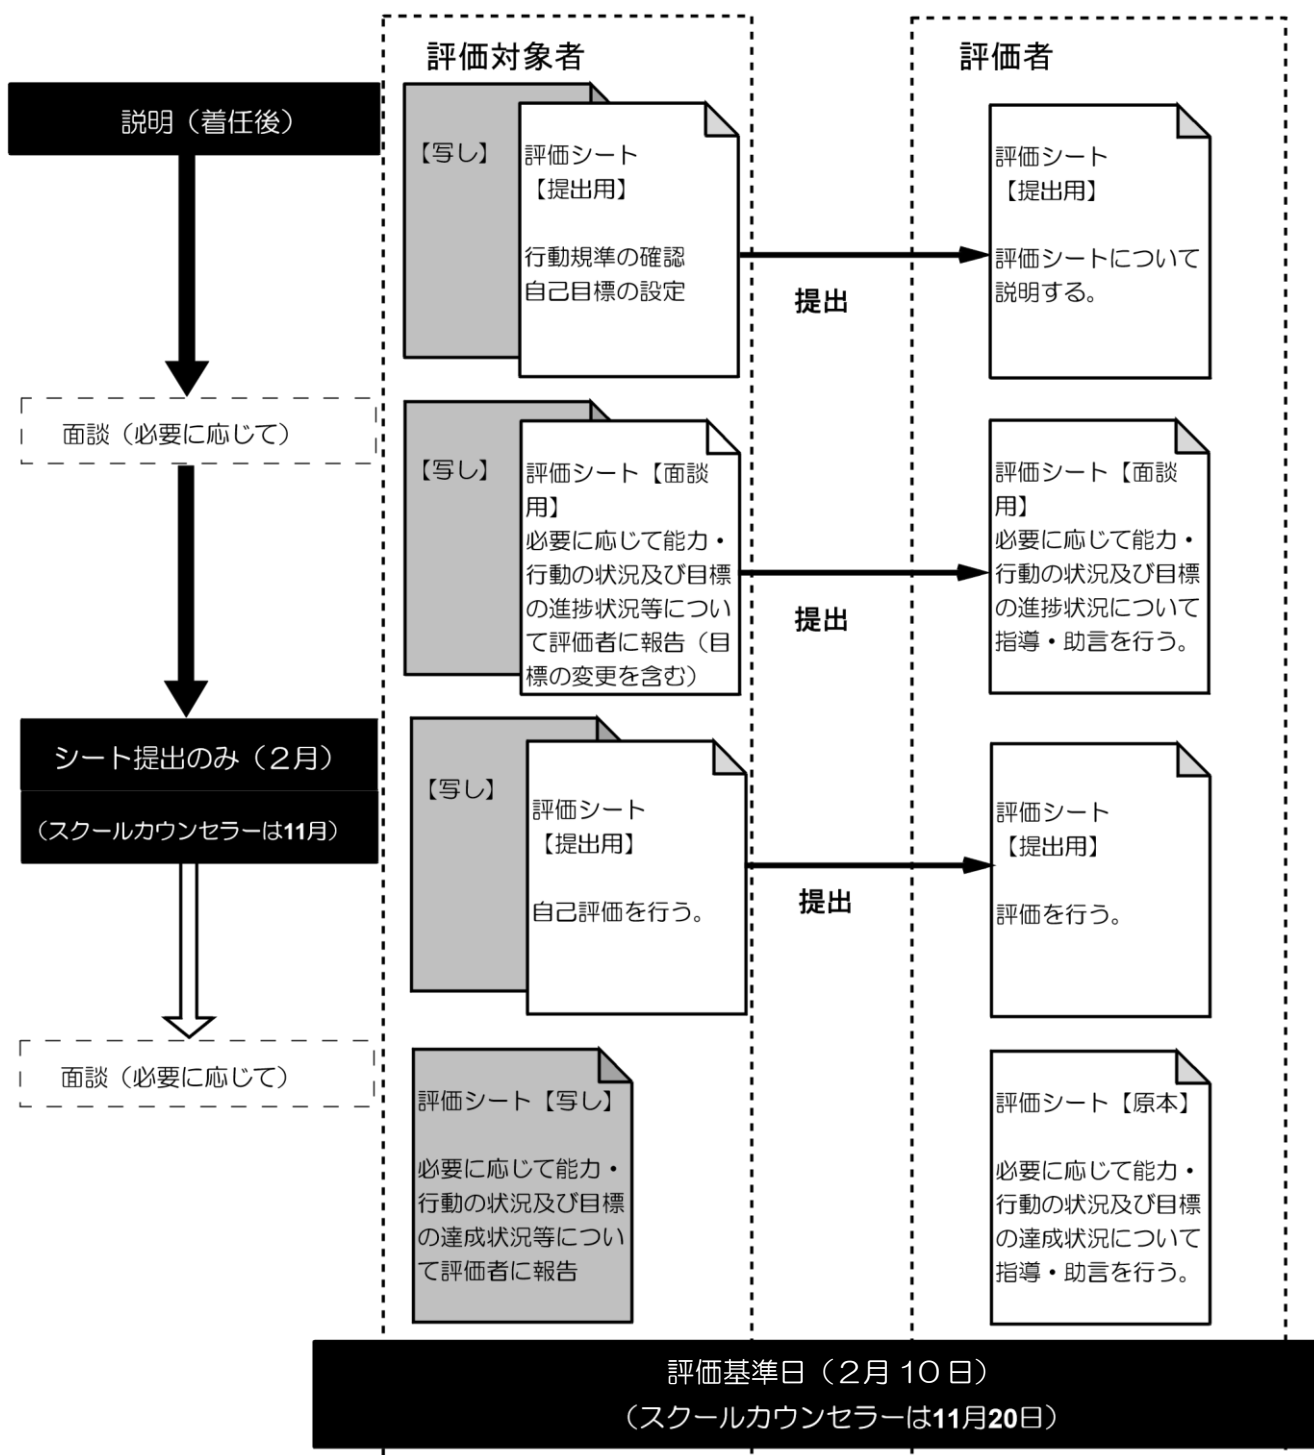 評価対象者
評価者
説明（着任後）
【写し】
評価シート
【提出用】
行動規準の確認
自己目標の設定
提出
評価シート
【提出用】
評価シートについて
説明する。
面談（必要に応じて）
【写し】
評価シート【面談
用】
必要に応じて能力・
行動の状況及び目標
の進捗状況等につい
て評価者に報告（目
標の変更を含む）
提出
評価シート【面談
用】
必要に応じて能力・
行動の状況及び目標
の進捗状況について
指導・助言を行う。
シート提出のみ（２月）
（スクールカウンセラーは11月）
【写し】
評価シート
【提出用】
自己評価を行う。
提出
評価シート
【提出用】
評価を行う。
面談（必要に応じて）
評価シート【写し】
必要に応じて能力・
行動の状況及び目標
の達成状況等につい
て評価者に報告
評価シート【原本】
必要に応じて能力・
行動の状況及び目標
の達成状況について
指導・助言を行う。
評価基準日（２月 10 日）
（スクールカウンセラーは11月20日）